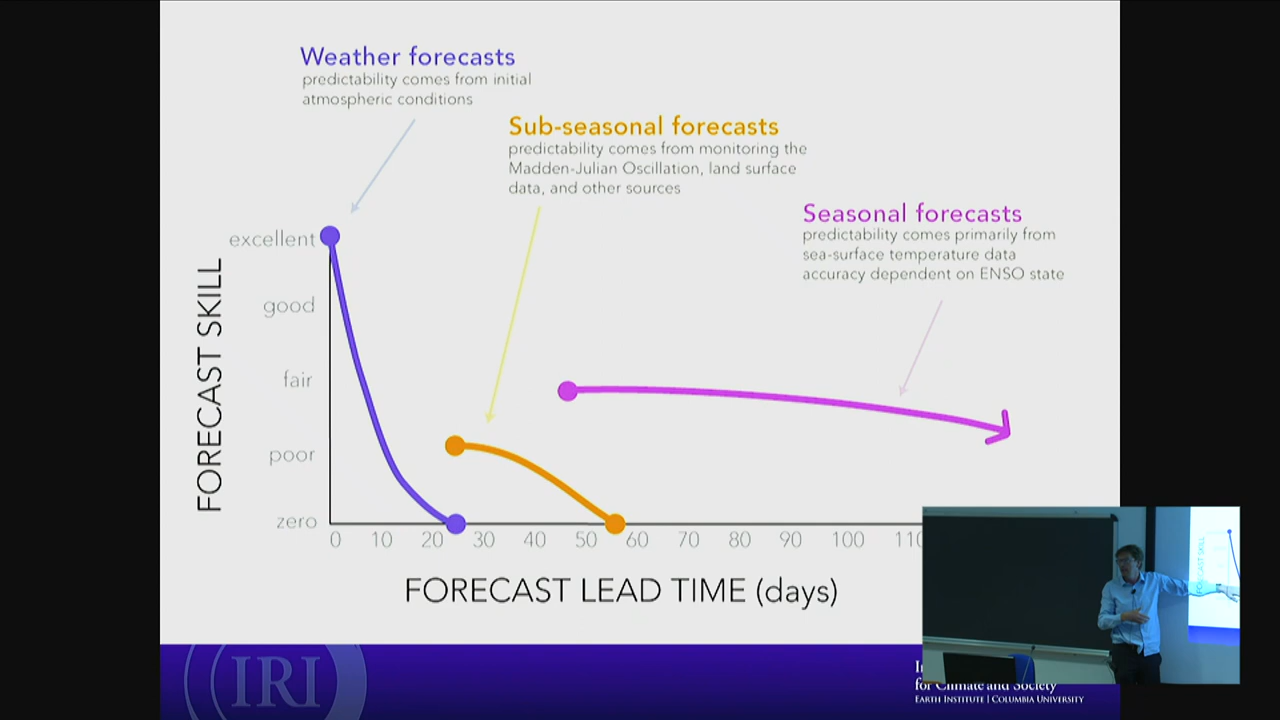 Weather forecasts
predictability comes from initial
atmospheric conditions
Sub-seasonal forecasts
predictability comes from monitoring the
Madden-Julian Oscillation, land surface
data, and other sources
Seasonal forecasts
predictability comes primarily from
sea-surface temperature data
accuracy dependent on ENSO state
FORECAST SKILL
excellent
good
fair
poor
zero
0 10 20 30 40 50 60 70 80 90 100 110
FORECAST LEAD TIME (days)
IRI
for Climate and Society
EARTH INSTITUTE | COLUMBIA UNIVERSITY